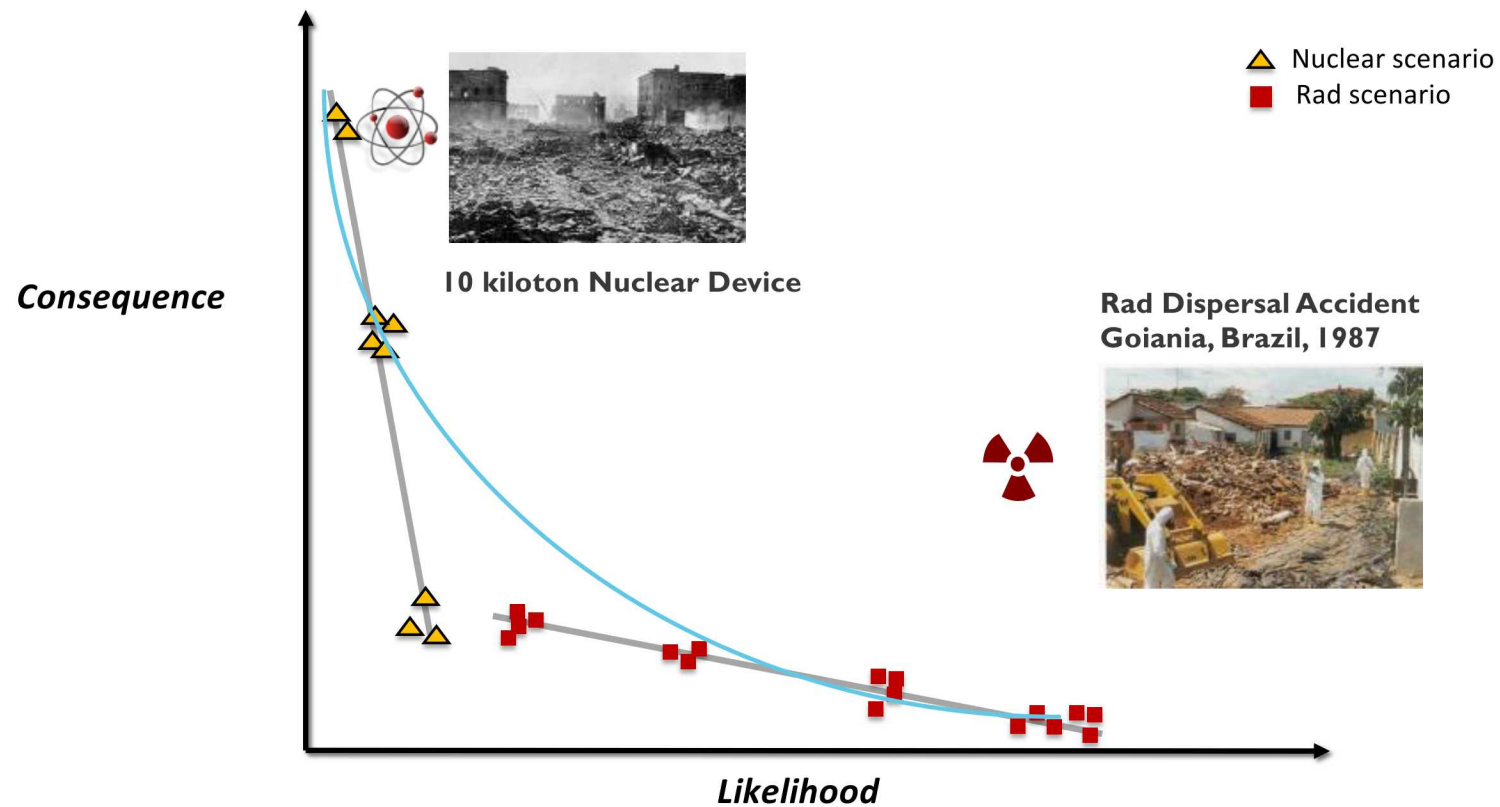 Nuclear scenario
Rad scenario
10 kiloton Nuclear Device
Consequence
Rad Dispersal Accident
Goiania, Brazil, 1987
Likelihood